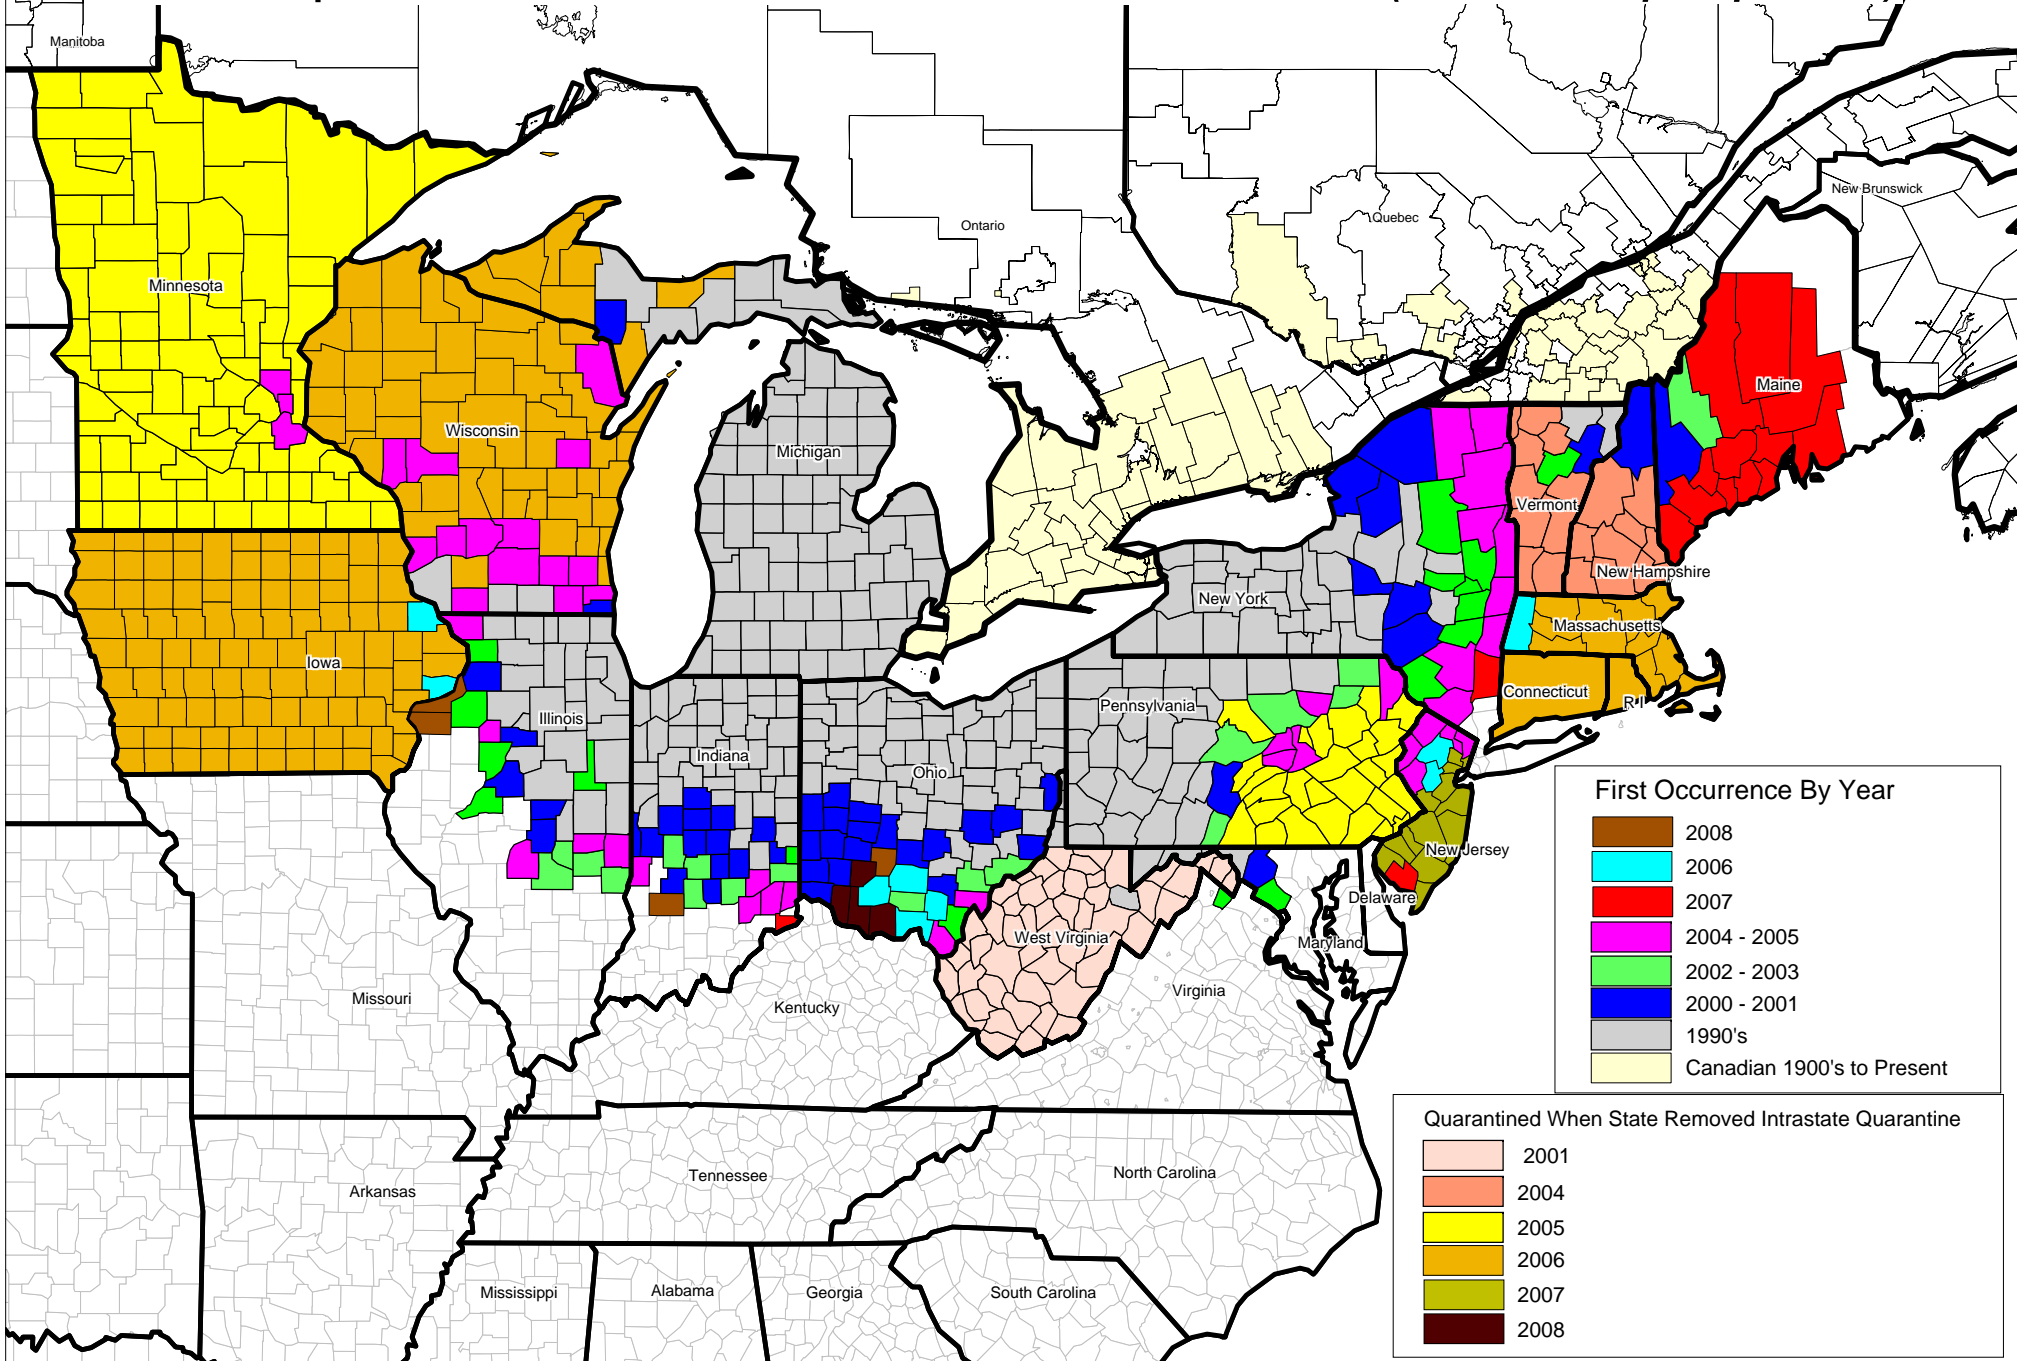 Manitoba
Ontario
Quebec
New Brunswick
Minnesota
Wisconsin
Michigan
Maine
Vermont
New Hampshire
New York
Massachusetts
Iowa
Connecticut
R I
Pennsylvania
Illinois
Indiana
Ohio
New Jersey
Delaware
West Virginia
Maryland
Missouri
Kentucky
Virginia
Tennessee
North Carolina
Arkansas
Mississippi
Alabama
Georgia
South Carolina
First Occurrence By Year
2008
2006
2007
2004 - 2005
2002 - 2003
2000 - 2001
1990's
Canadian 1900's to Present
Quarantined When State Removed Intrastate Quarantine
2001
2004
2005
2006
2007
2008